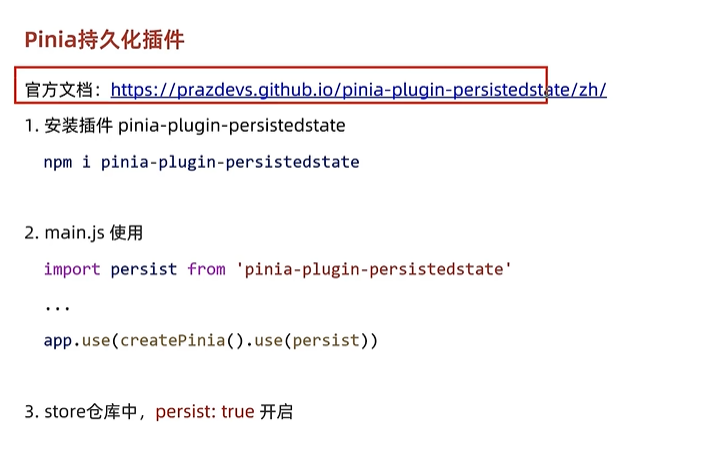 Pinia持久化插件
官方文档：https://prazdevs.github.io/pinia-plugin-persistedstate/zh/
1. 安装插件 pinia-plugin-persistedstate
npm i pinia-plugin-persistedstate
2. main.js 使用
import persist from 'pinia-plugin-persistedstate'
...
app.use(createPinia().use(persist))
3. store仓库中，persist: true 开启